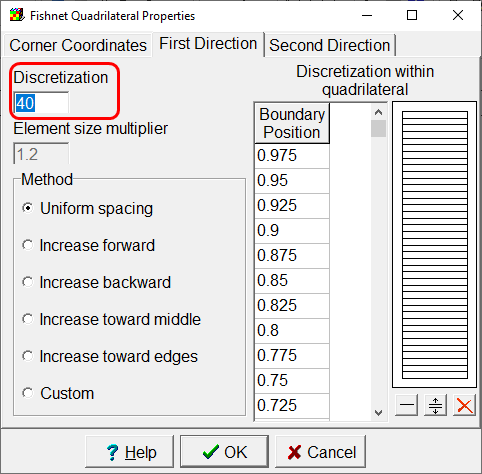 Fishnet Quadrilateral Properties
Corner Coordinates First Direction Second Direction
Discretization
40
Element size multiplier
1.2
Method
Uniform spacing
Increase forward
Increase backward
Increase toward middle
Increase toward edges
Custom
Discretization within
quadrilateral
Boundary
Position
0.975
0.95
0.925
0.9
0.875
0.85
0.825
0.8
0.775
0.75
0.725
? Help
OK
Cancel